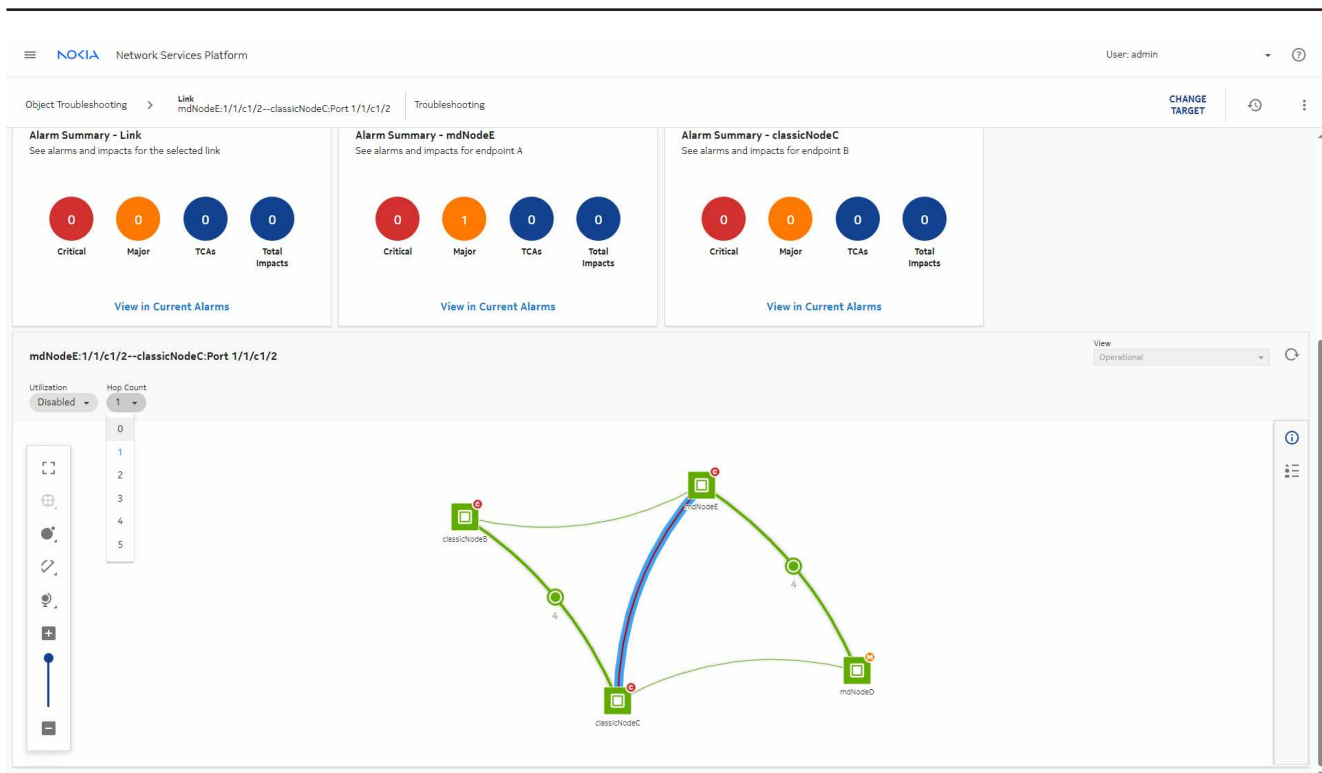 NOKIA Network Services Platform
User: admin
Object Troubleshooting > Link
mdNodeE:1/1/c1/2--classicNodeC:Port 1/1/c1/2
Troubleshooting
CHANGE
TARGET
Alarm Summary - Link
See alarms and impacts for the selected link
0
0
0
0
Critical
Major
TCAs
Total
Impacts
View in Current Alarms
Alarm Summary - mdNodeE
See alarms and impacts for endpoint A
0
1
0
0
Critical
Major
TCAs
Total
Impacts
View in Current Alarms
Alarm Summary - classicNodeC
See alarms and impacts for endpoint B
0
0
0
0
Critical
Major
TCAs
Total
Impacts
View in Current Alarms
mdNodeE:1/1/c1/2--classicNodeC:Port 1/1/c1/2
View
Operational
Utilization
Disabled
Hop Count
1
0
1
2
3
4
5
C
mdNodeE
C
classicNodeB
4
4
M
mdNodeD
C
classicNodeC